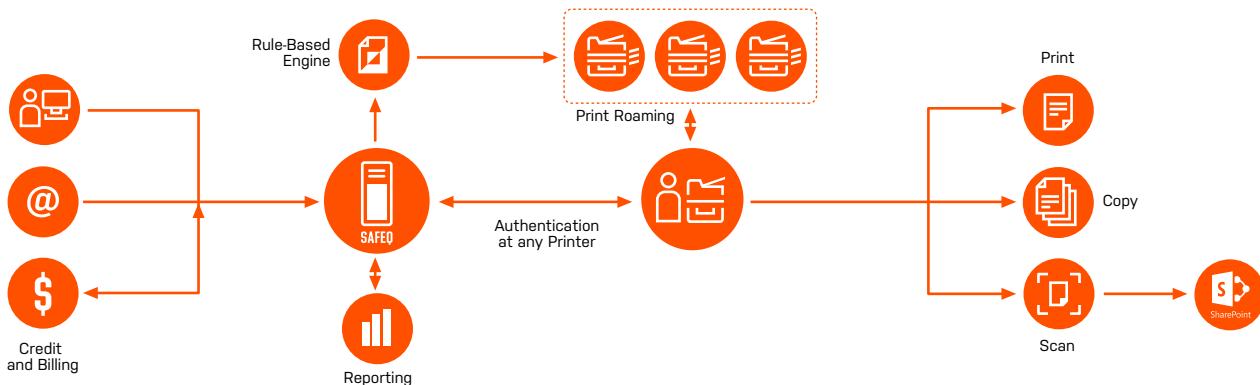 Rule-Based
Engine
Print Roaming
Print
@
SAFEQ
Authentication
at any Printer
Copy
$
Credit
and Billing
Reporting
Scan
S
SharePoint